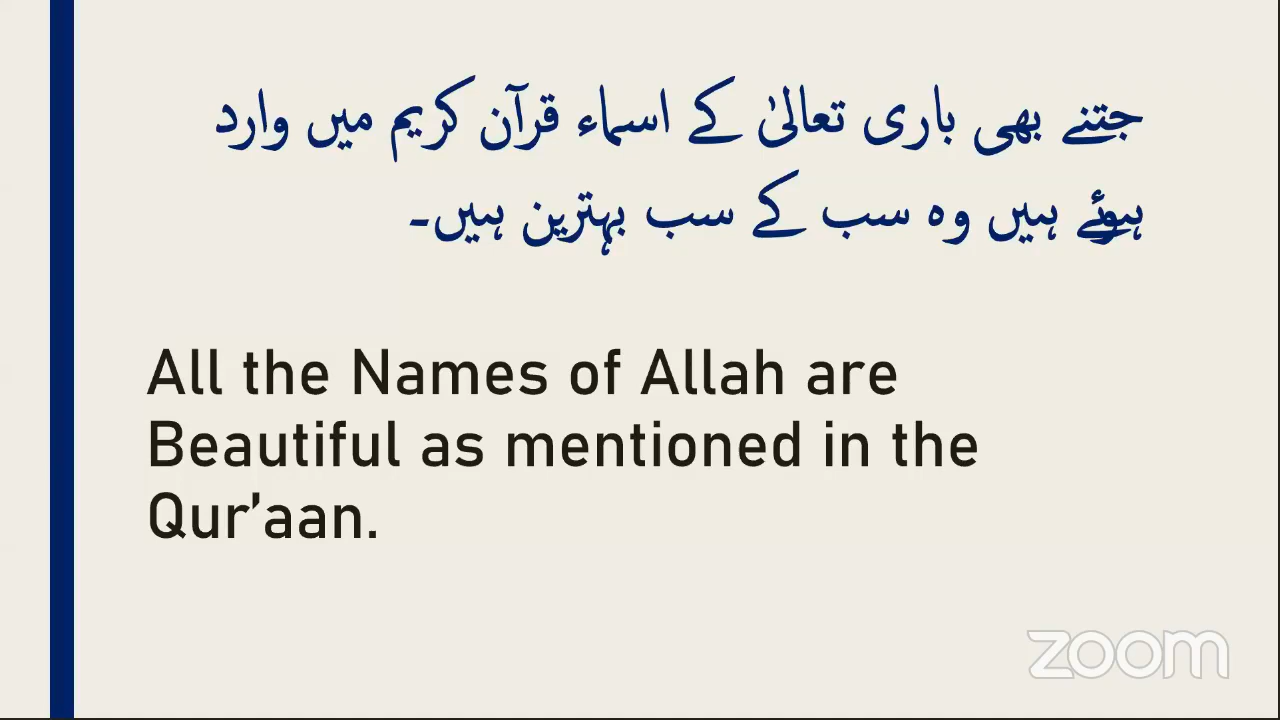 جتنے بھی باری تعالیٰ کے اسماء قرآن کریم میں وارد
ہوئے ہیں وہ سب کے سب بہترین ہیں۔
All the Names of Allah are
Beautiful as mentioned in the
Qur’aan.
zoom